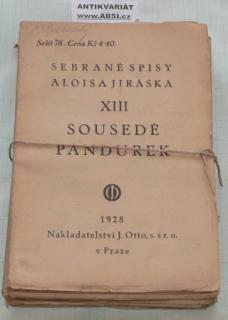 ANTIKVARIÁT
www.ABSI.cz
Sešit 76. Cena Kč 4·40.
SEBRANÉ SPISY
ALOISA JIRÁSKA
XIII
SOUSEDÉ
PANDUREK
1928
Nakladatelství J. Otto, s. s r. o.
v Praze